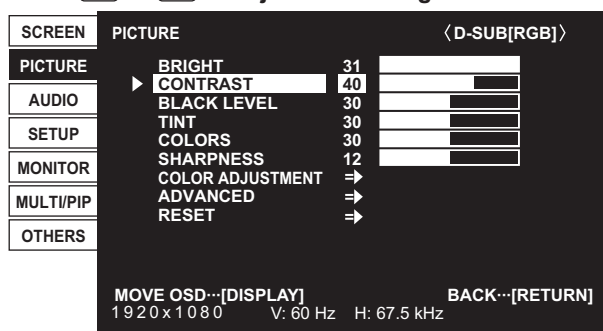 SCREEN
PICTURE
AUDIO
SETUP
MONITOR
MULTI/PIP
OTHERS
PICTURE 〈D-SUB[RGB]〉
BRIGHT 31
CONTRAST 40
BLACK LEVEL 30
TINT 30
COLORS 30
SHARPNESS 12
COLOR ADJUSTMENT
ADVANCED
RESET
MOVE OSD···[DISPLAY] BACK···[RETURN]
1920x1080 V: 60 Hz H: 67.5 kHz